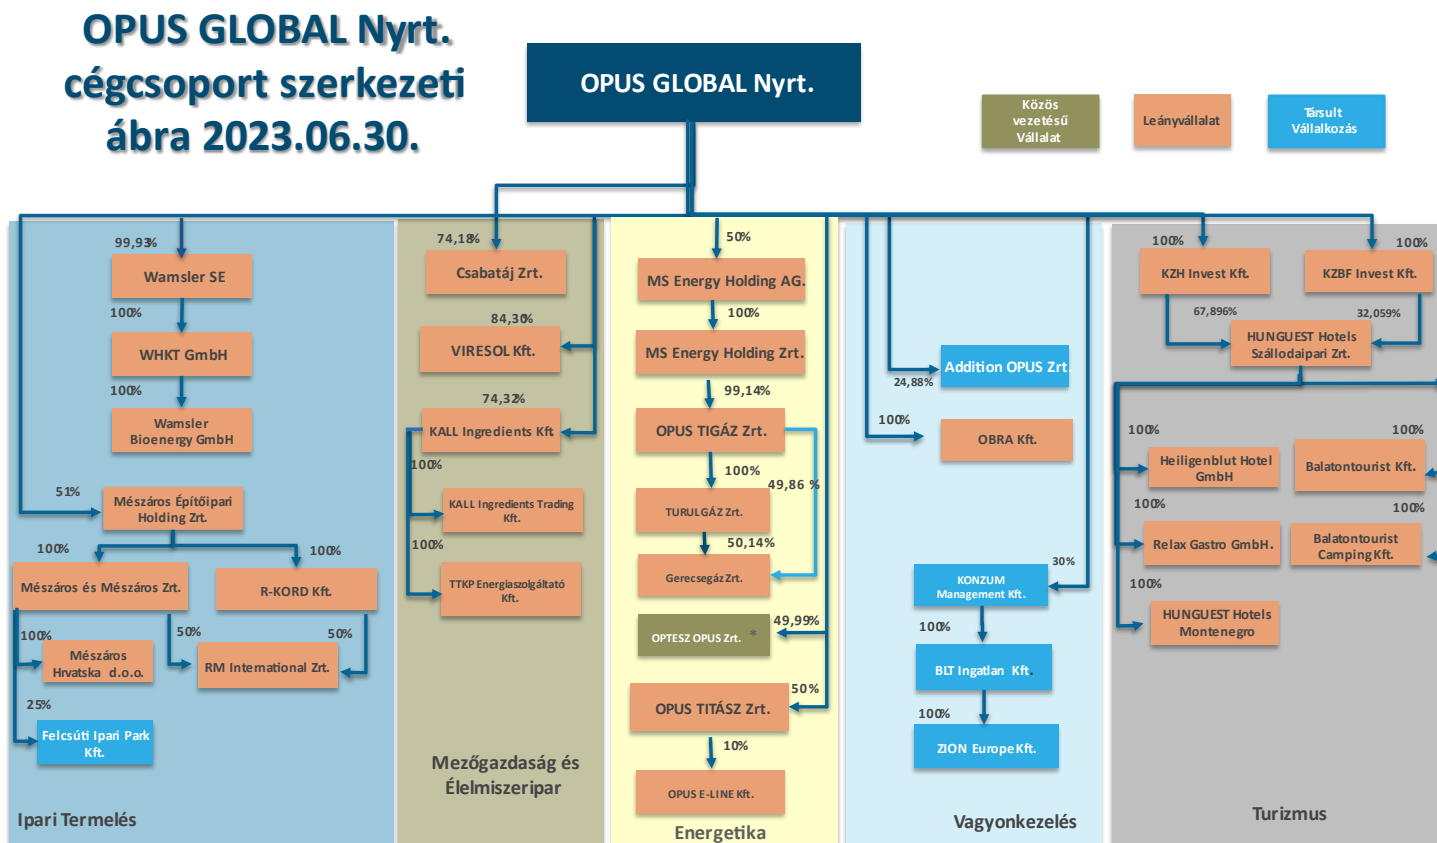 OPUS GLOBAL Nyrt.
cégcsoport szerkezeti
ábra 2023.06.30.
OPUS GLOBAL Nyrt.
Közös
vezetésű
Vállalat
Leányvállalat
Társult
Vállalkozás
99,93%
Wamsler SE
100%
WHKT GmbH
100%
Wamsler
Bioenergy GmbH
51%
Mészáros Építőipari
Holding Zrt.
100%
100%
Mészáros és Mészáros Zrt.
R-KORD Kft.
100%
50%
50%
Mészáros
Hrvatska d.o.o.
RM International Zrt.
25%
Felcsúti Ipari Park
Kft.
Ipari Termelés
74,18%
Csabatáj Zrt.
84,30%
VIRESOL Kft.
74,32%
KALL Ingredients Kft
100%
KALL Ingredients Trading
Kft.
100%
TTKP Energiaszolgáltató
Kft.
Mezőgazdaság és
Élelmiszeripar
50%
MS Energy Holding AG.
100%
MS Energy Holding Zrt.
99,14%
OPUS TIGÁZ Zrt.
100%
49,86 %
TURULGÁZ Zrt.
50,14%
Gerecsegáz Zrt.
49,99%
OPTESZ OPUS Zrt. *
50%
OPUS TITÁSZ Zrt.
10%
OPUS E-LINE Kft.
Energetika
Addition OPUS Zrt.
24,88%
100%
OBRA Kft.
30%
KONZUM
Management Kft.
100%
BLT Ingatlan Kft.
100%
ZION Europe Kft.
Vagyonkezelés
100%
100%
KZH Invest Kft.
KZBF Invest Kft.
67,896%
32,059%
HUNGUEST Hotels
Szállodaipari Zrt.
100%
100%
Heiligenblut Hotel
GmbH
Balatontourist Kft.
100%
100%
Relax Gastro GmbH.
Balatontourist
Camping Kft.
100%
HUNGUEST Hotels
Montenegro
Turizmus